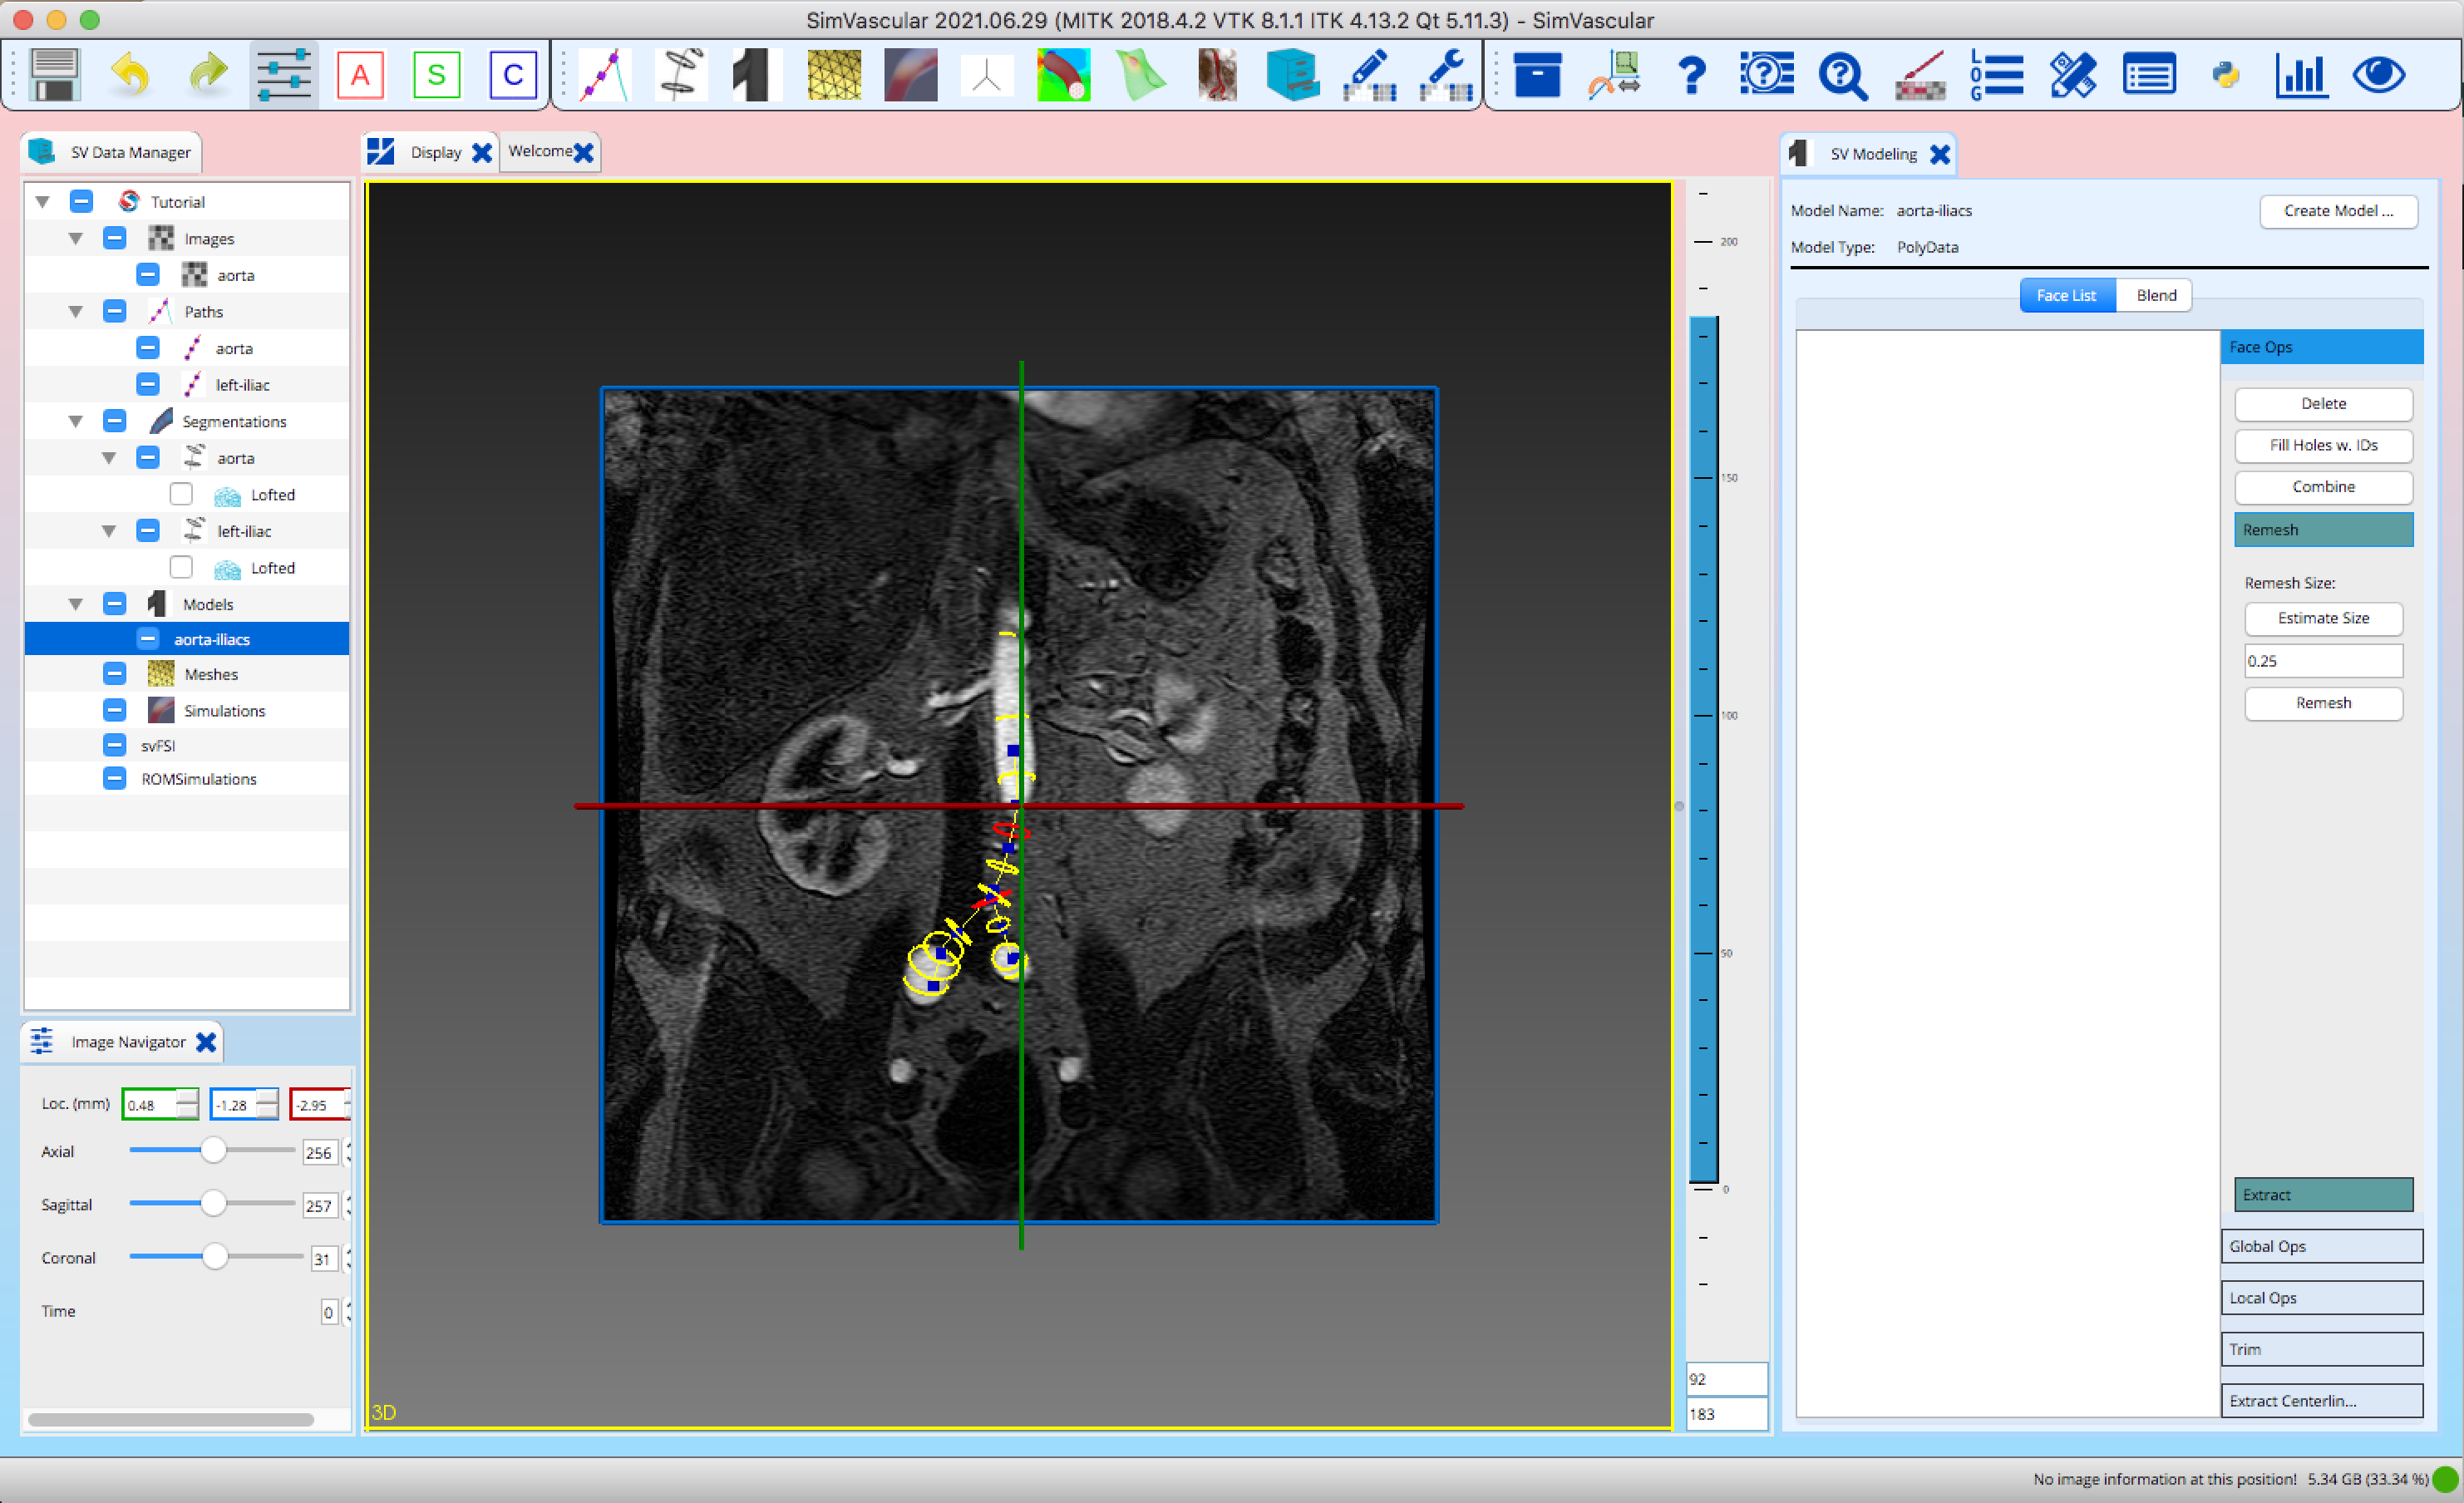 SimVascular 2021.06.29 (MITK 2018.4.2 VTK 8.1.1 ITK 4.13.2 Qt 5.11.3) - SimVascular
A S C
LOG
SV Data Manager
Tutorial
Images
aorta
Paths
aorta
left-iliac
Segmentations
aorta
Lofted
left-iliac
Lofted
Models
aorta-iliacs
Meshes
Simulations
svFSI
ROMSimulations
Image Navigator
Loc. (mm) 0.48 -1.28 -2.95
Axial 256
Sagittal 257
Coronal 31
Time 0
Display Welcome
3D
200
150
100
50
0
92
183
SV Modeling
Model Name: aorta-iliacs Create Model ...
Model Type: PolyData
Face List Blend
Face Ops
Delete
Fill Holes w. IDs
Combine
Remesh
Remesh Size:
Estimate Size
0.25
Remesh
Extract
Global Ops
Local Ops
Trim
Extract Centerlin...
No image information at this position! 5.34 GB (33.34 %)